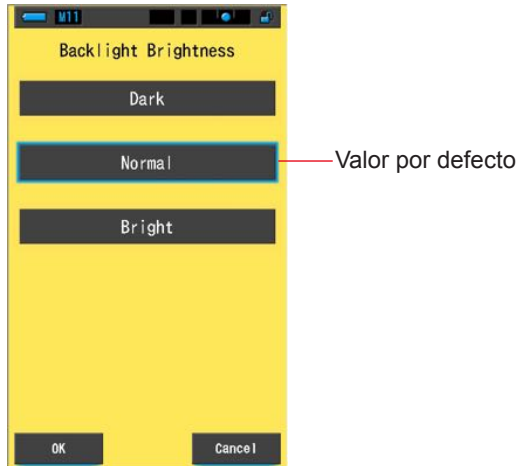 M11
Backlight Brightness
Dark
Normal
Valor por defecto
Bright
OK
Cancel